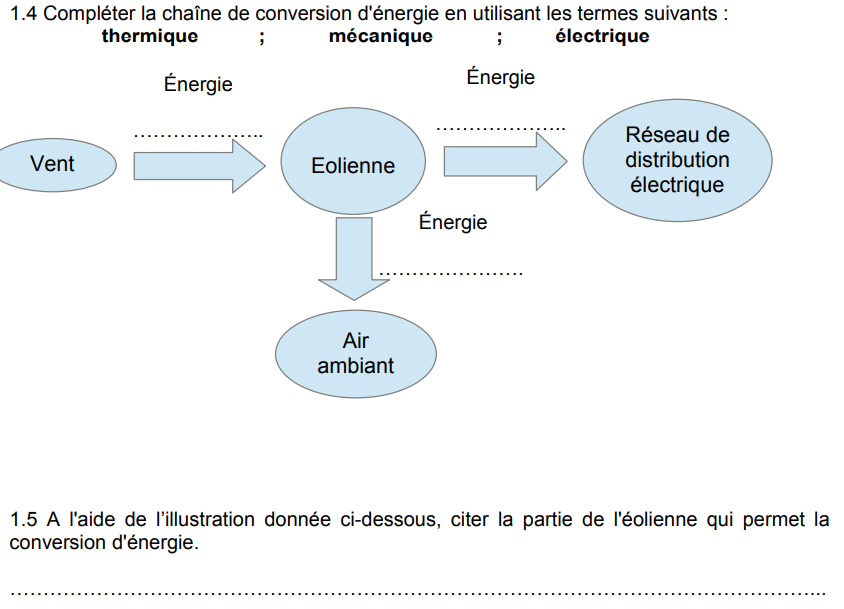 1.4 Compléter la chaîne de conversion d'énergie en utilisant les termes suivants :
thermique ; mécanique ; électrique
Énergie
………………..
Énergie
………………..
Vent
Eolienne
Réseau de
distribution
électrique
Énergie
…………………
Air
ambiant
1.5 A l'aide de l’illustration donnée ci-dessous, citer la partie de l'éolienne qui permet la
conversion d'énergie.
…………………………………………………………………………………………………………...